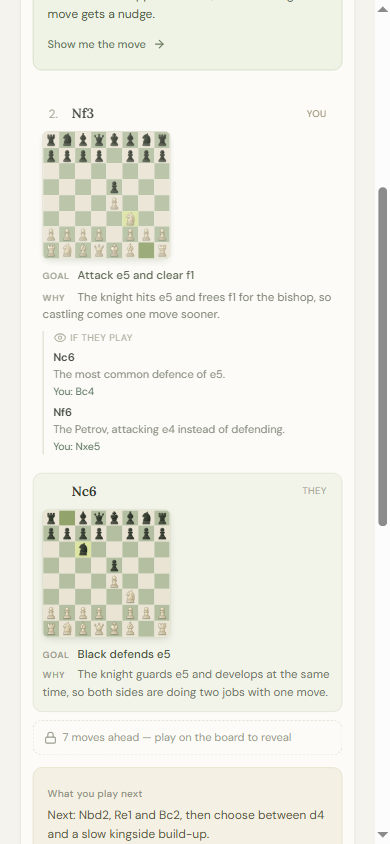 move gets a nudge.
Show me the move →
2. Nf3 YOU
GOAL Attack e5 and clear f1
WHY The knight hits e5 and frees f1 for the bishop, so
castling comes one move sooner.
IF THEY PLAY
Nc6
The most common defence of e5.
You: Bc4
Nf6
The Petrov, attacking e4 instead of defending.
You: Nxe5
Nc6 THEY
GOAL Black defends e5
WHY The knight guards e5 and develops at the same
time, so both sides are doing two jobs with one move.
7 moves ahead — play on the board to reveal
What you play next
Next: Nbd2, Re1 and Bc2, then choose between d4
and a slow kingside build-up.